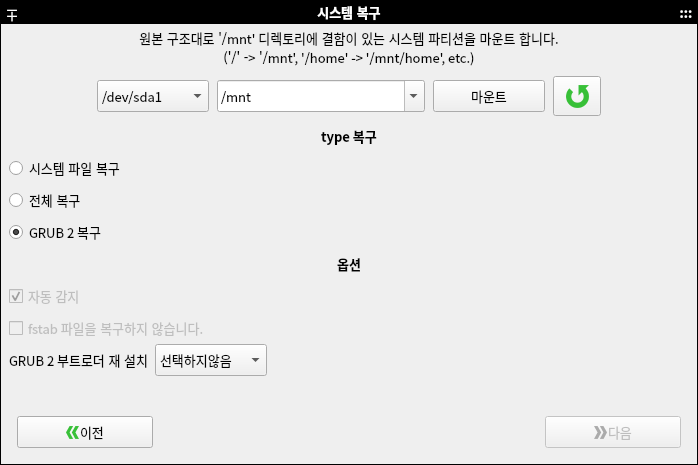 시스템 복구
원본 구조대로 '/mnt' 디렉토리에 결함이 있는 시스템 파티션을 마운트 합니다.
('/' -> '/mnt', '/home' -> '/mnt/home', etc.)
/dev/sda1 /mnt 마운트
type 복구
시스템 파일 복구
전체 복구
GRUB 2 복구
옵션
자동 감지
fstab 파일을 복구하지 않습니다.
GRUB 2 부트로더 재 설치 선택하지않음
이전 다음